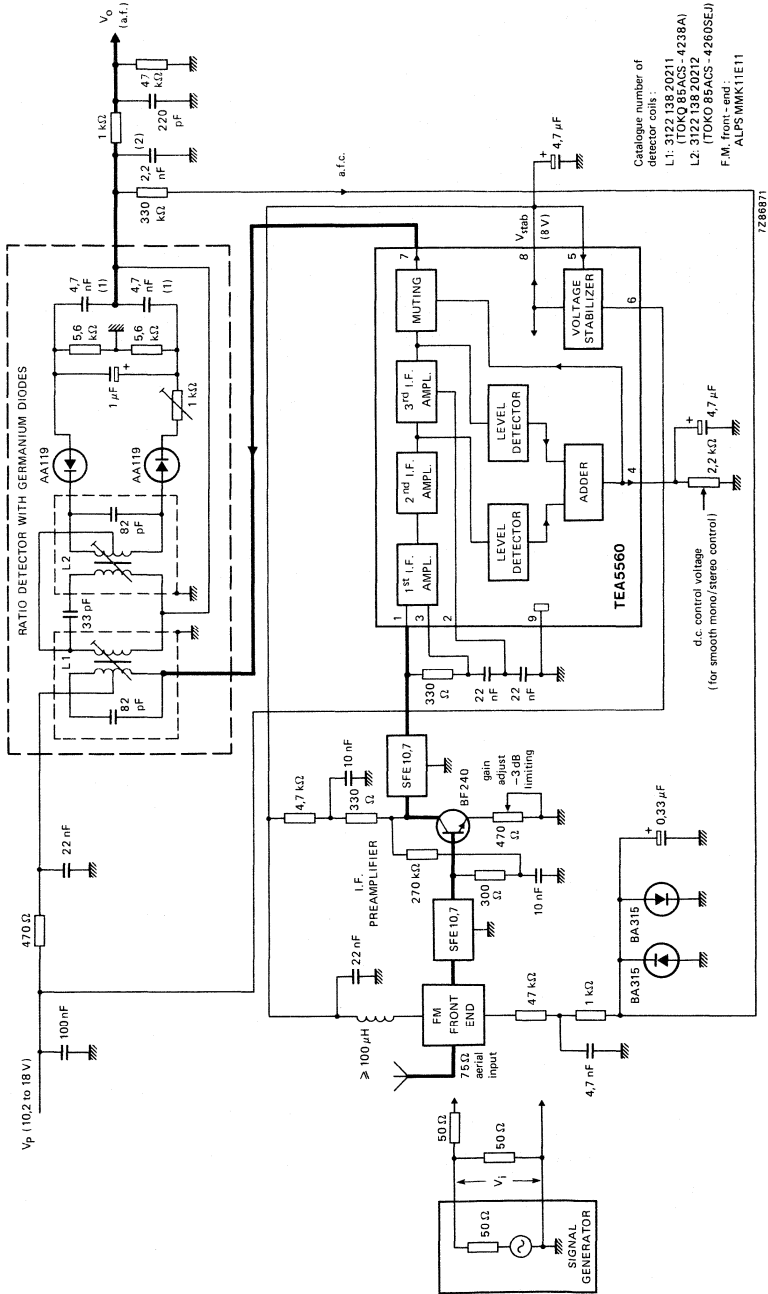 Vp (10,2 to 18 V)
100 nF
470 Ω
22 nF
RATIO DETECTOR WITH GERMANIUM DIODES
L1
82
pF
33 pF
L2
82
pF
AA119
AA119
1 µF
+
1 kΩ
5,6
kΩ
5,6
kΩ
4,7
nF
(1)
4,7
nF
(1)
330
kΩ
2,2
nF
(2)
1 kΩ
220
pF
47
kΩ
Vo
(a.f.)
a.f.c.
≥ 100 µH
22 nF
75 Ω
aerial
input
FM
FRONT
END
SFE 10,7
I.F.
PREAMPLIFIER
270 kΩ
300
Ω
10 nF
4,7 kΩ
10 nF
330
Ω
BF240
470
Ω
gain
adjust
−3 dB
limiting
SFE 10,7
330
Ω
22
nF
22
nF
1
3
2
9
1st I.F.
AMPL.
2nd I.F.
AMPL.
3rd I.F.
AMPL.
MUTING
7
LEVEL
DETECTOR
LEVEL
DETECTOR
ADDER
VOLTAGE
STABILIZER
8
5
6
4
TEA5560
Vstab
(8 V)
+
4,7 µF
+
4,7 µF
2,2 kΩ
d.c. control voltage
(for smooth mono/stereo control)
47 kΩ
1 kΩ
4,7 nF
BA315
BA315
+
0,33 µF
SIGNAL
GENERATOR
50 Ω
Vi
50 Ω
50 Ω
Catalogue number of
detector coils :
L1: 3122 138 20211
(TOKO 85ACS - 4238A)
L2: 3122 138 20212
(TOKO 85ACS - 4260SEJ)
F.M. front - end :
ALPS MMK11E11
7Z86871